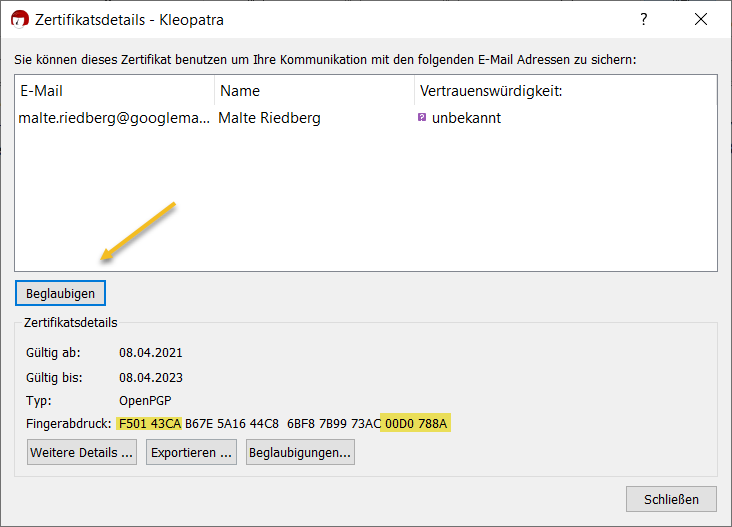 Zertifikatsdetails - Kleopatra
Sie können dieses Zertifikat benutzen um Ihre Kommunikation mit den folgenden E-Mail Adressen zu sichern:
E-Mail Name Vertrauenswürdigkeit:
malte.riedberg@googlema... Malte Riedberg unbekannt
Beglaubigen
Zertifikatsdetails
Gültig ab: 08.04.2021
Gültig bis: 08.04.2023
Typ: OpenPGP
Fingerabdruck: F501 43CA B67E 5A16 44C8 6BF8 7B99 73AC 00D0 788A
Weitere Details ... Exportieren ... Beglaubigungen...
Schließen